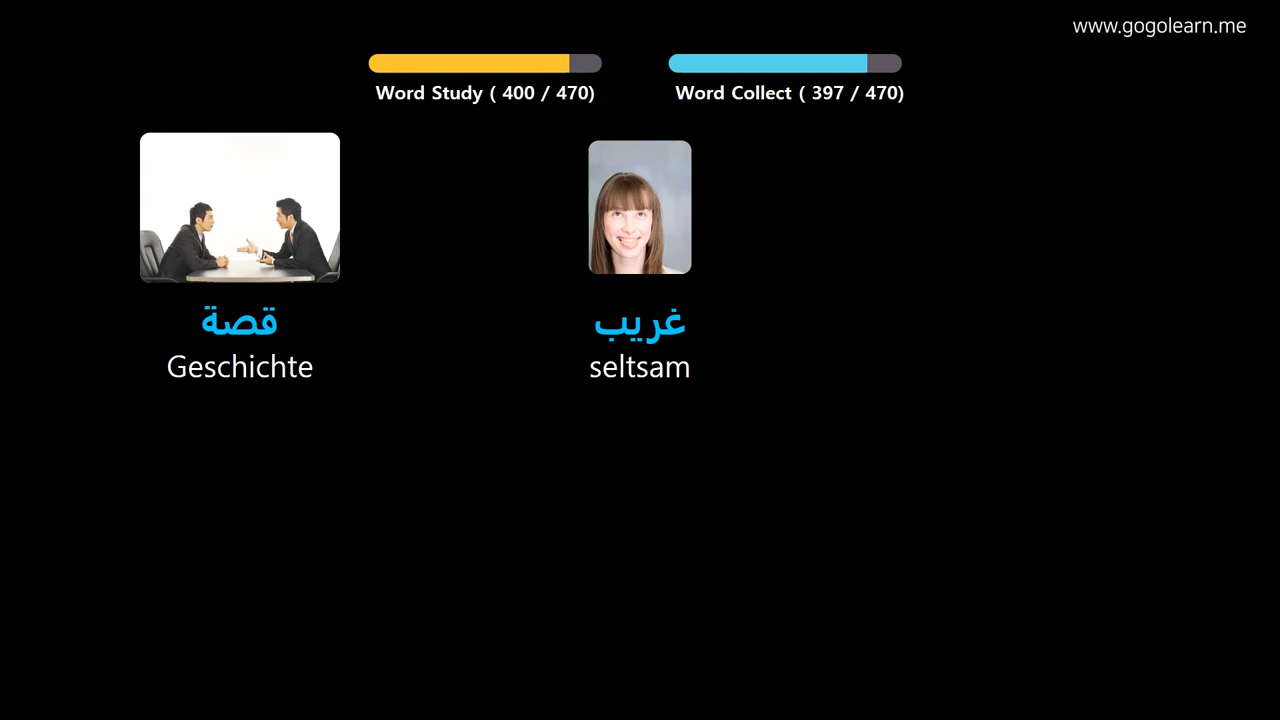 www.gogolearn.me
Word Study ( 400 / 470)
Word Collect ( 397 / 470)
قصة
Geschichte
غريب
seltsam